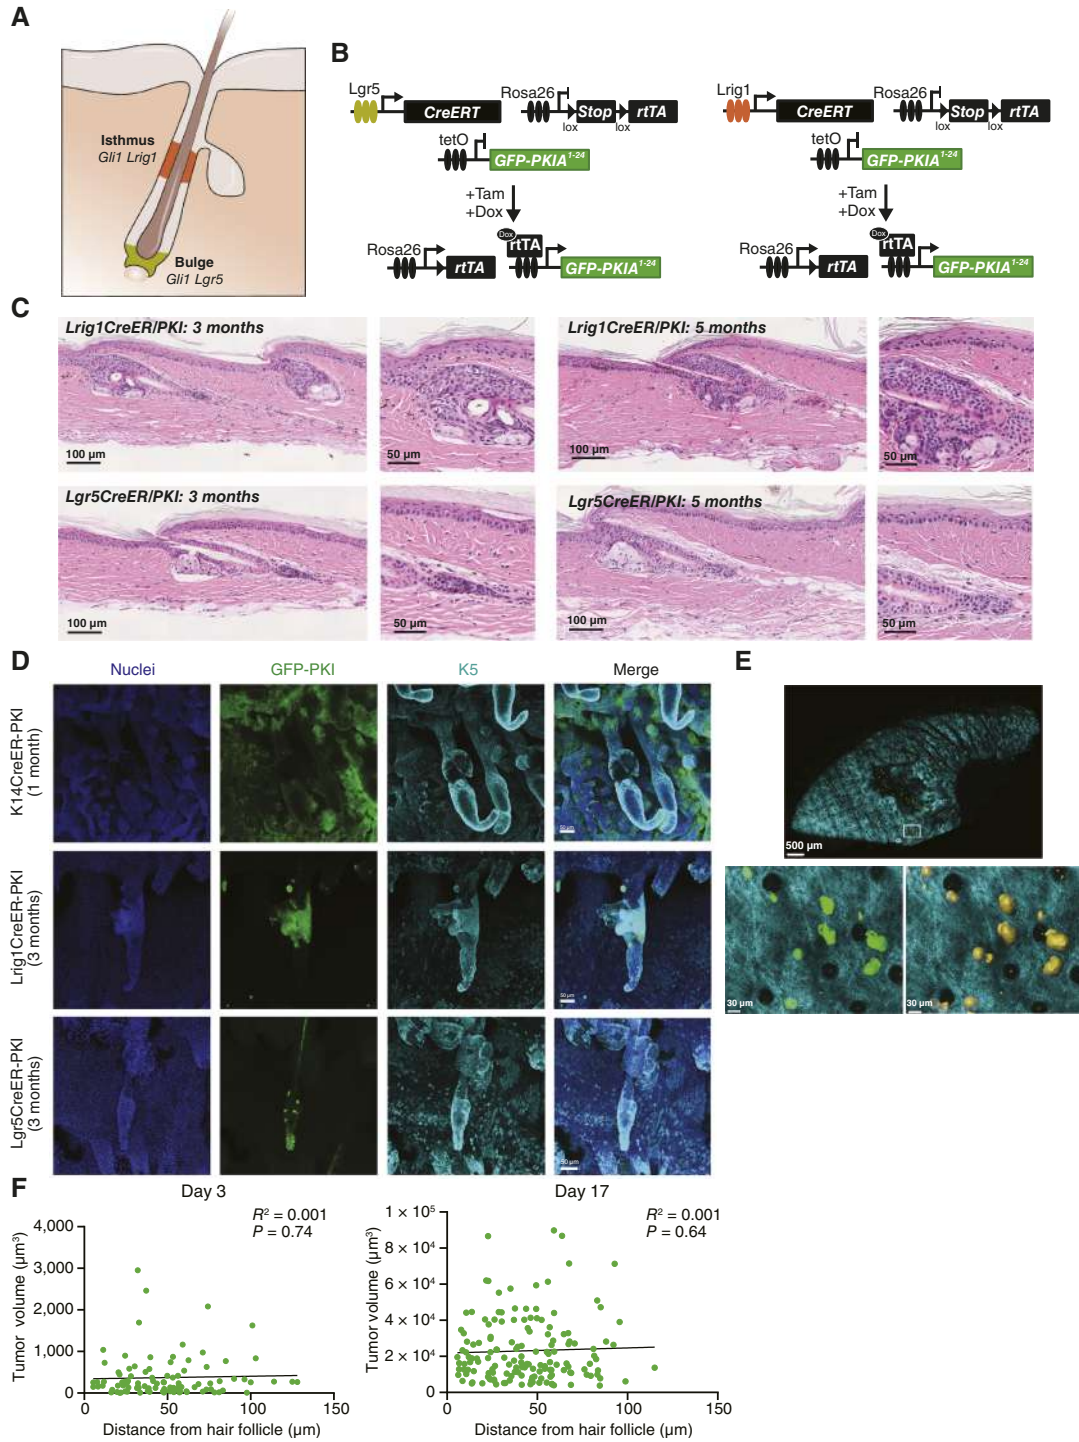 A
Isthmus
Gli1 Lrig1
Bulge
Gli1 Lgr5
B
Lgr5
CreERT
Rosa26
lox
Stop
lox
rtTA
tetO
GFP-PKIA1-24
+Tam
+Dox
Rosa26
rtTA
Dox
rtTA
GFP-PKIA1-24
Lrig1
CreERT
Rosa26
lox
Stop
lox
rtTA
tetO
GFP-PKIA1-24
+Tam
+Dox
Rosa26
rtTA
Dox
rtTA
GFP-PKIA1-24
C
Lrig1CreER/PKI: 3 months
100 µm
50 µm
Lrig1CreER/PKI: 5 months
100 µm
50 µm
Lgr5CreER/PKI: 3 months
100 µm
50 µm
Lgr5CreER/PKI: 5 months
100 µm
50 µm
D
Nuclei
GFP-PKI
K5
Merge
K14CreER-PKI
(1 month)
50 µm
Lrig1CreER-PKI
(3 months)
50 µm
Lgr5CreER-PKI
(3 months)
50 µm
E
500 µm
30 µm
30 µm
F
Day 3
R2 = 0.001
P = 0.74
Tumor volume (µm3)
4,000
3,000
2,000
1,000
0
0
50
100
150
Distance from hair follicle (µm)
Day 17
R2 = 0.001
P = 0.64
Tumor volume (µm3)
1 × 105
8 × 104
6 × 104
4 × 104
2 × 104
0
0
50
100
150
Distance from hair follicle (µm)